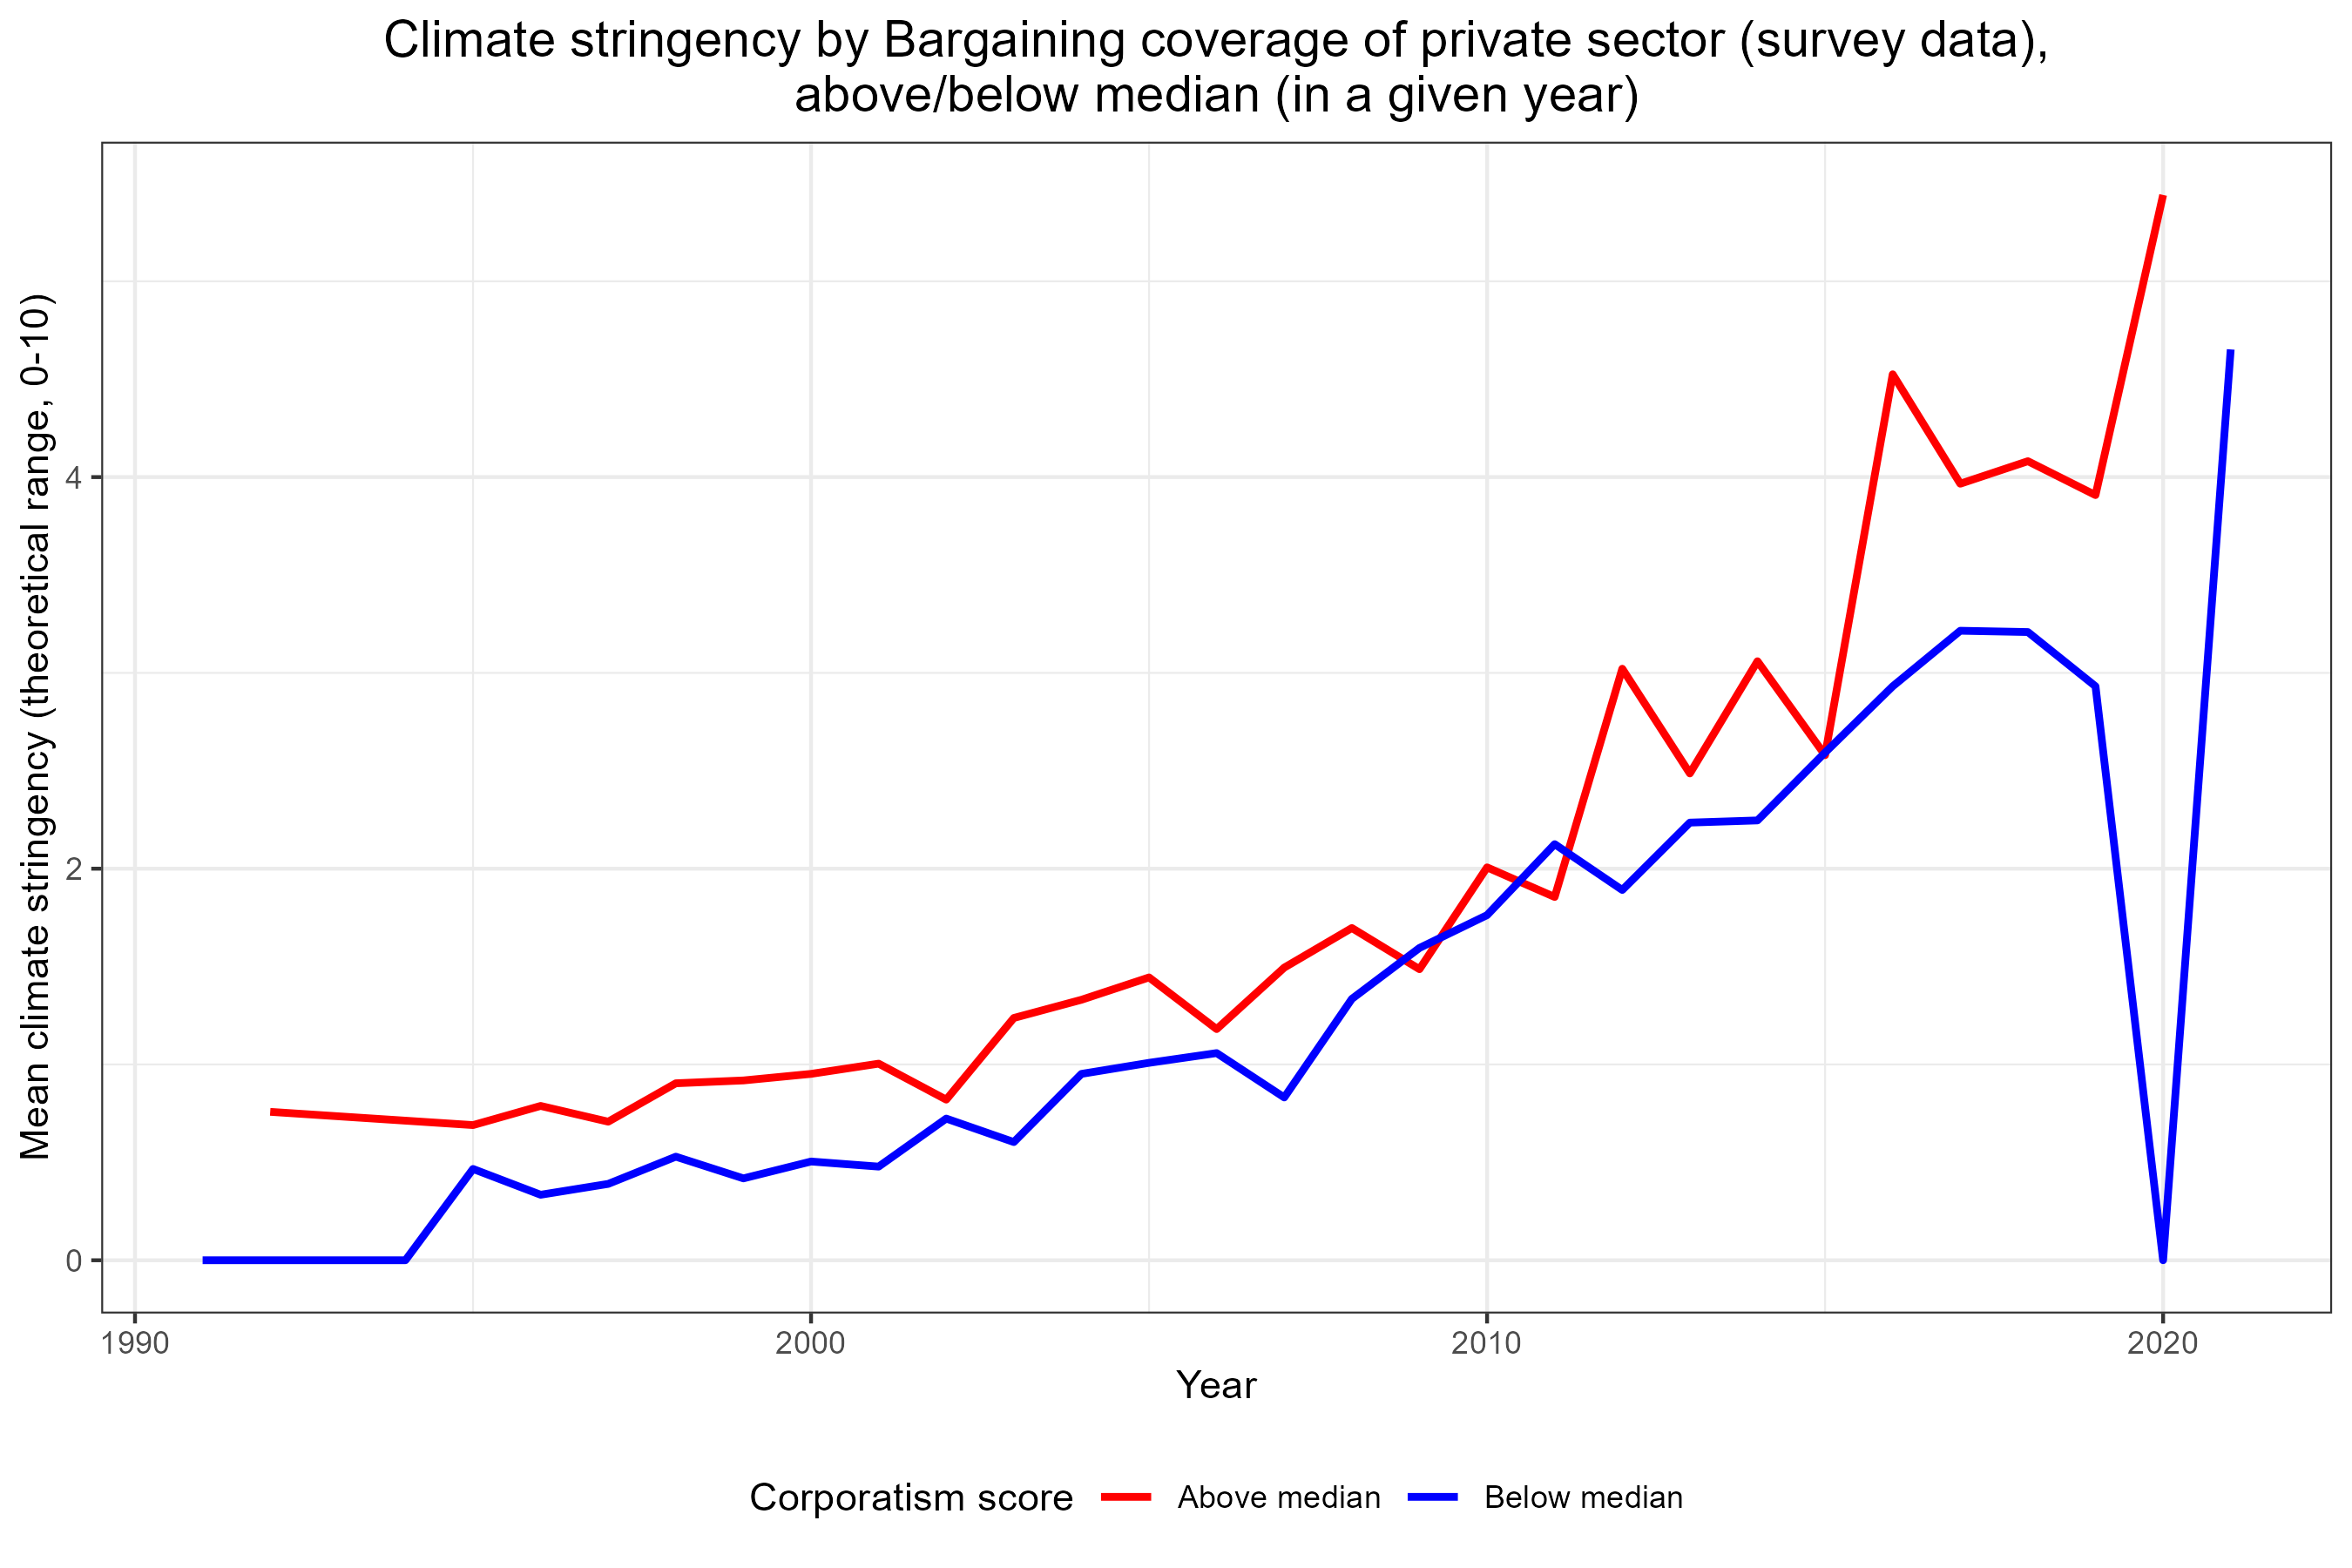 Climate stringency by Bargaining coverage of private sector (survey data),
above/below median (in a given year)
Mean climate stringency (theoretical range, 0-10)
4
2
0
1990
2000
2010
2020
Year
Corporatism score
Above median
Below median